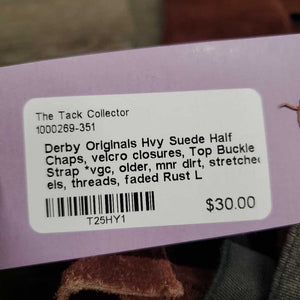 The Tack Collector
1000269-351
Derby Originals Hvy Suede Half
Chaps, velcro closures, Top Buckle
Strap *vgc, older, mnr dirt, stretched
els, threads, faded Rust L
T25HY1
$30.00